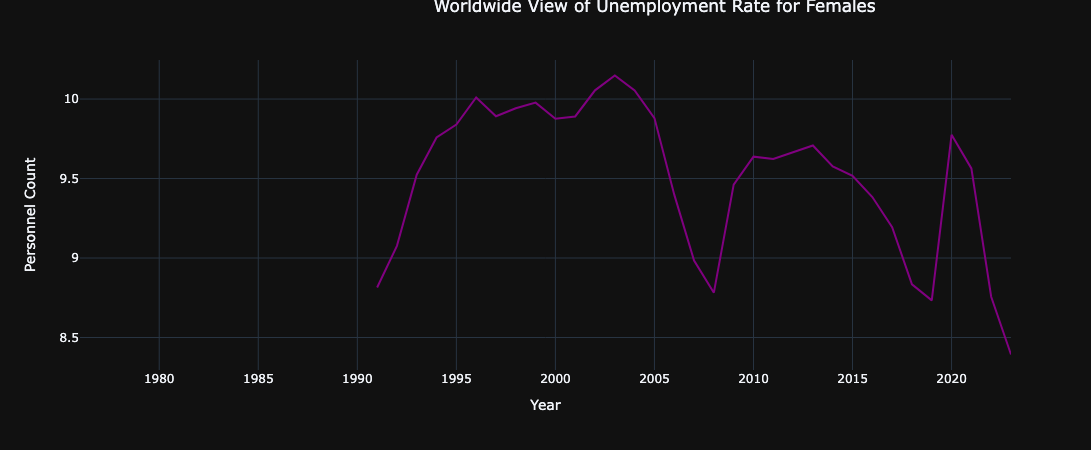 Worldwide View of Unemployment Rate for Females
10
9.5
9
8.5
Personnel Count
1980 1985 1990 1995 2000 2005 2010 2015 2020
Year